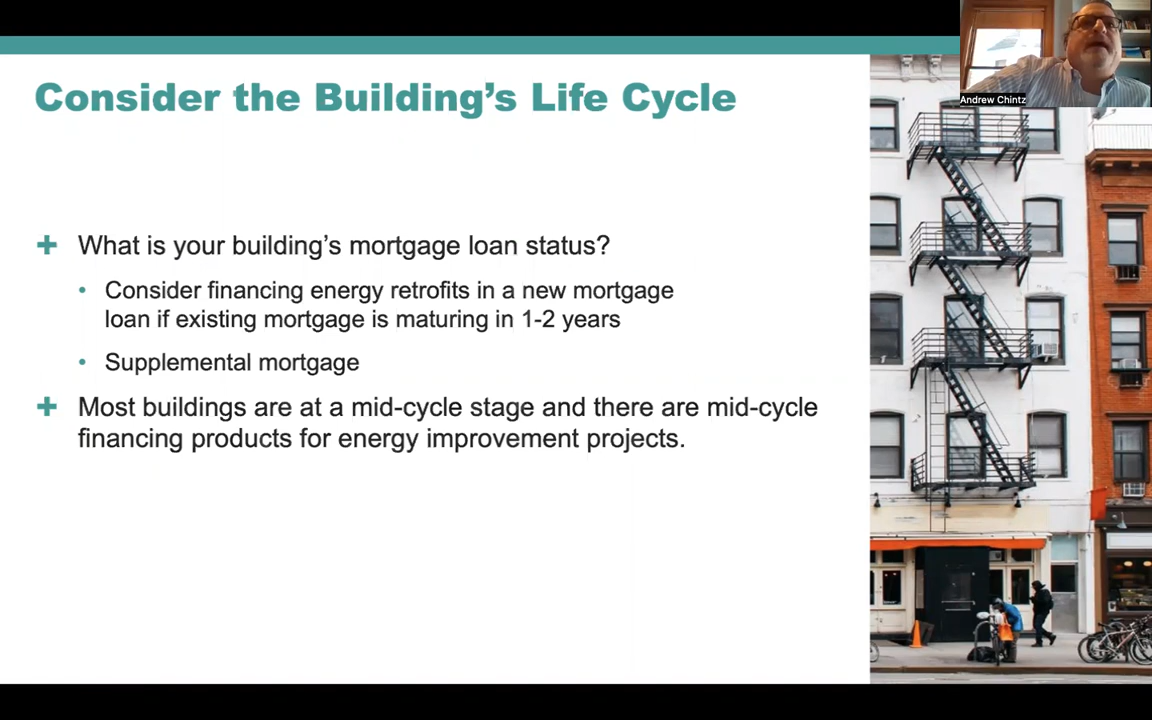 Consider the Building’s Life Cycle
Andrew Chintz
What is your building’s mortgage loan status?
Consider financing energy retrofits in a new mortgage
loan if existing mortgage is maturing in 1-2 years
Supplemental mortgage
Most buildings are at a mid-cycle stage and there are mid-cycle
financing products for energy improvement projects.